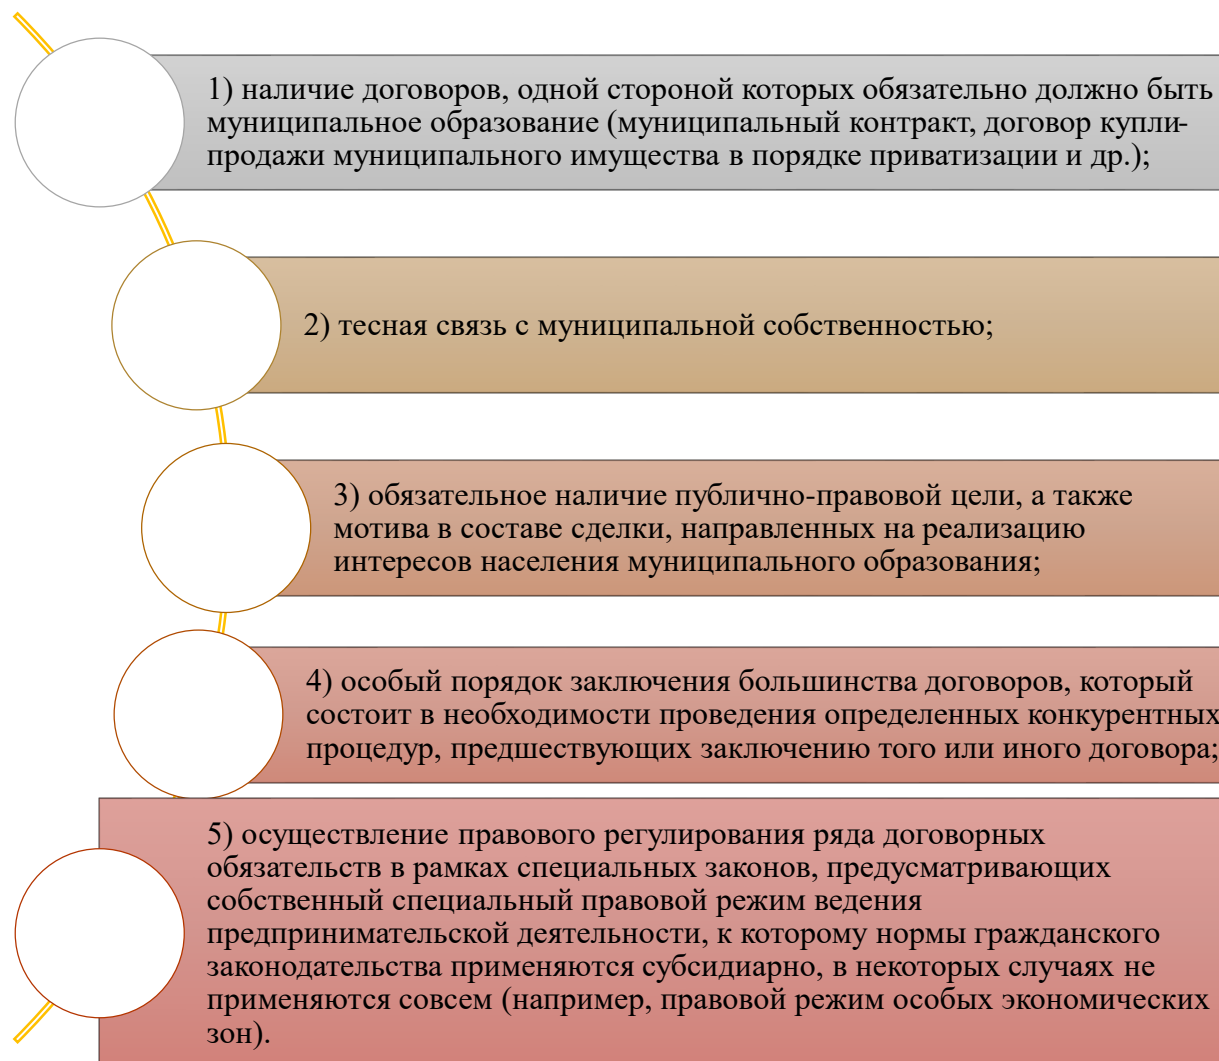 1) наличие договоров, одной стороной которых обязательно должно быть
муниципальное образование (муниципальный контракт, договор купли-
продажи муниципального имущества в порядке приватизации и др.);
2) тесная связь с муниципальной собственностью;
3) обязательное наличие публично-правовой цели, а также
мотива в составе сделки, направленных на реализацию
интересов населения муниципального образования;
4) особый порядок заключения большинства договоров, который
состоит в необходимости проведения определенных конкурентных
процедур, предшествующих заключению того или иного договора;
5) осуществление правового регулирования ряда договорных
обязательств в рамках специальных законов, предусматривающих
собственный специальный правовой режим ведения
предпринимательской деятельности, к которому нормы гражданского
законодательства применяются субсидиарно, в некоторых случаях не
применяются совсем (например, правовой режим особых экономических
зон).